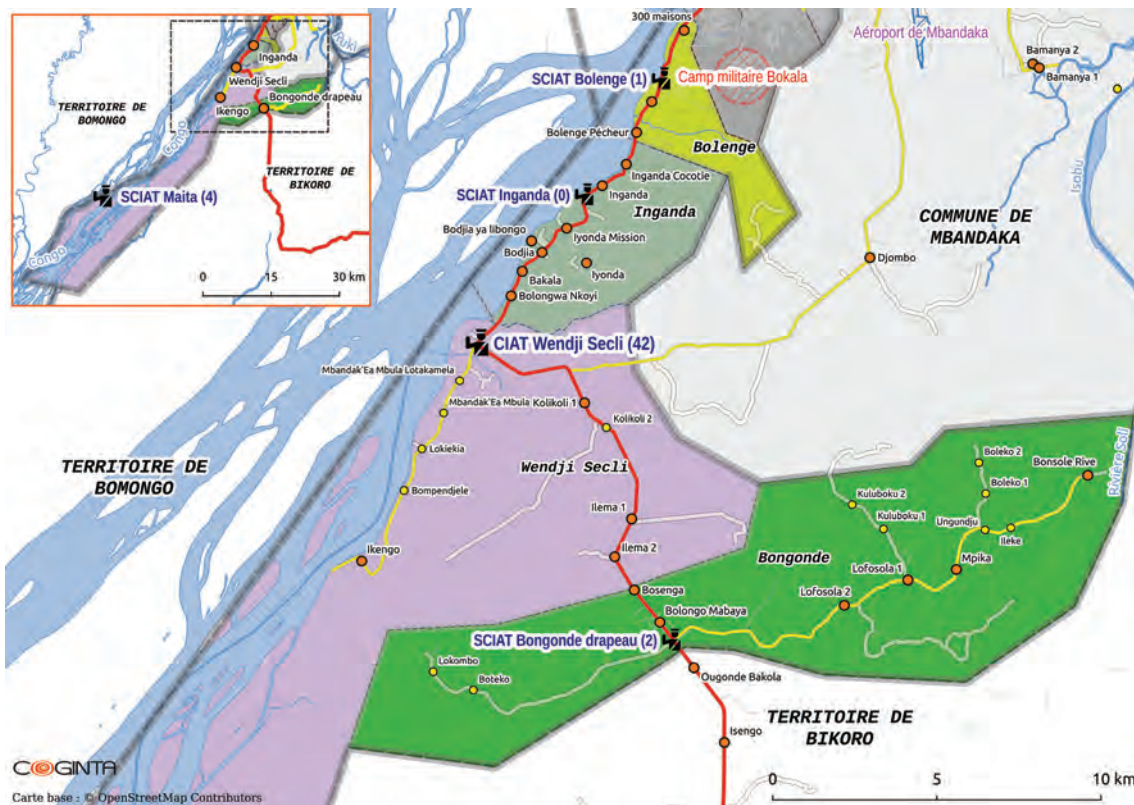 300 maisons
Aéroport de Mbandaka
Bamanya 2
Bamanya 1
SCIAT Bolenge (1)
Camp militaire Bokala
Bolenge Pêcheur
Bolenge
Isobu
Inganda Cocotie
SCIAT Inganda (0)
Inganda
Inganda
Bodjia ya libongo
Iyonda Mission
Bodjia
Iyonda
Bakala
Bolongwa Nkoyi
COMMUNE DE
MBANDAKA
Djombo
CIAT Wendji Secli (42)
Mbandak'Ea Mbula Lotakamela
Mbandak'Ea Mbula
Kolikoli 1
Kolikoli 2
Lokiekia
TERRITOIRE DE
BOMONGO
Wendji Secli
Bompendjele
Ilema 1
Ilema 2
Ikengo
Bosenga
Boleko 2
Bonsole Rive
Rivière Soli
Boleko 1
Kuluboku 2
Kuluboku 1
Ungundju
Ileke
Bongonde
Mpika
Lofosola 1
Lofosola 2
Bolongo Mabaya
SCIAT Bongonde drapeau (2)
Lokombo
Boteko
Ougonde Bakola
Isengo
TERRITOIRE DE
BIKORO
Inganda
Ruki
Wendji Secli
Bongonde drapeau
Ikengo
TERRITOIRE DE
BOMONGO
Congo
TERRITOIRE DE
BIKORO
SCIAT Maita (4)
Congo
0 15 30 km
COGINTA
Carte base : © OpenStreetMap Contributors
0 5 10 km